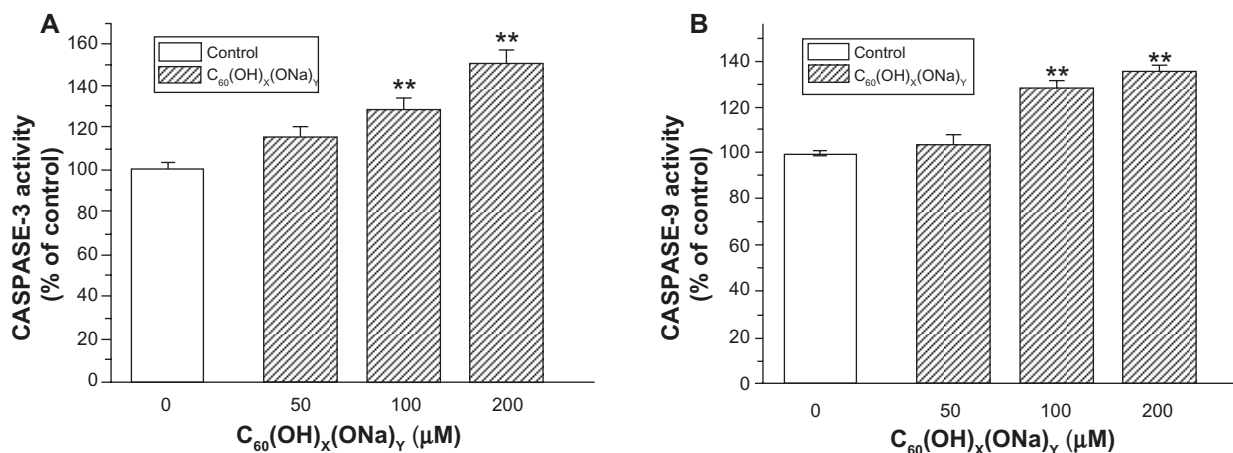 A
CASPASE-3 activity
(% of control)
160
140
120
100
80
60
40
20
0
Control
C₆₀(OH)ₓ(ONa)ᵧ
**
**
0 50 100 200
C₆₀(OH)ₓ(ONa)ᵧ (μM)
B
CASPASE-9 activity
(% of control)
140
120
100
80
60
40
20
0
Control
C₆₀(OH)ₓ(ONa)ᵧ
**
**
0 50 100 200
C₆₀(OH)ₓ(ONa)ᵧ (μM)